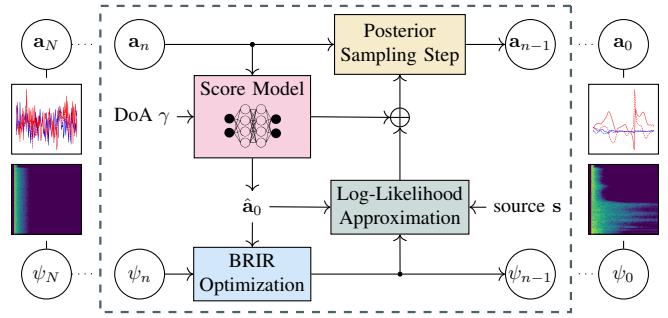 a_N
a_n
Posterior
Sampling Step
a_{n−1}
a_0
Score Model
DoA γ
â_0
Log-Likelihood
Approximation
source s
ψ_N
ψ_n
BRIR
Optimization
ψ_{n−1}
ψ_0